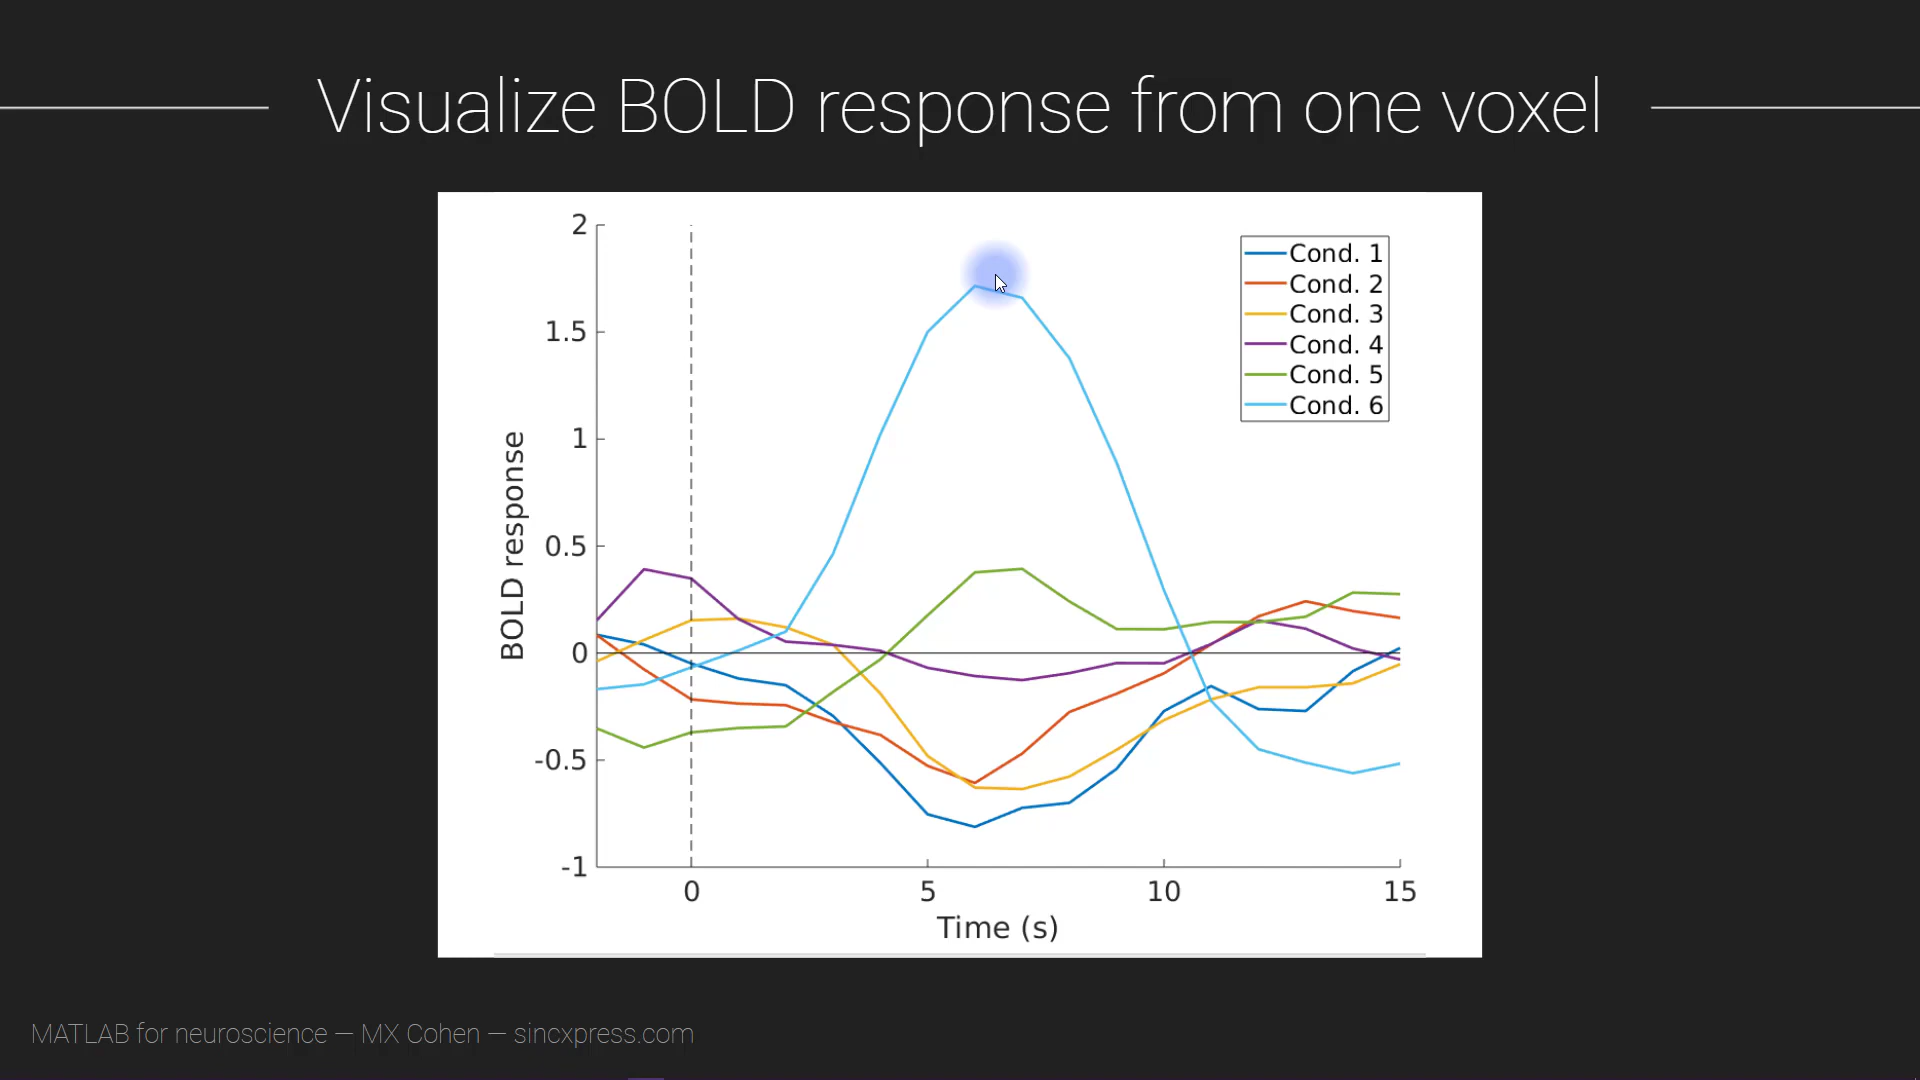 Visualize BOLD response from one voxel
2
1.5
1
0.5
0
-0.5
-1
BOLD response
Cond. 1
Cond. 2
Cond. 3
Cond. 4
Cond. 5
Cond. 6
0 5 10 15
Time (s)
MATLAB for neuroscience — MX Cohen — sincxpress.com